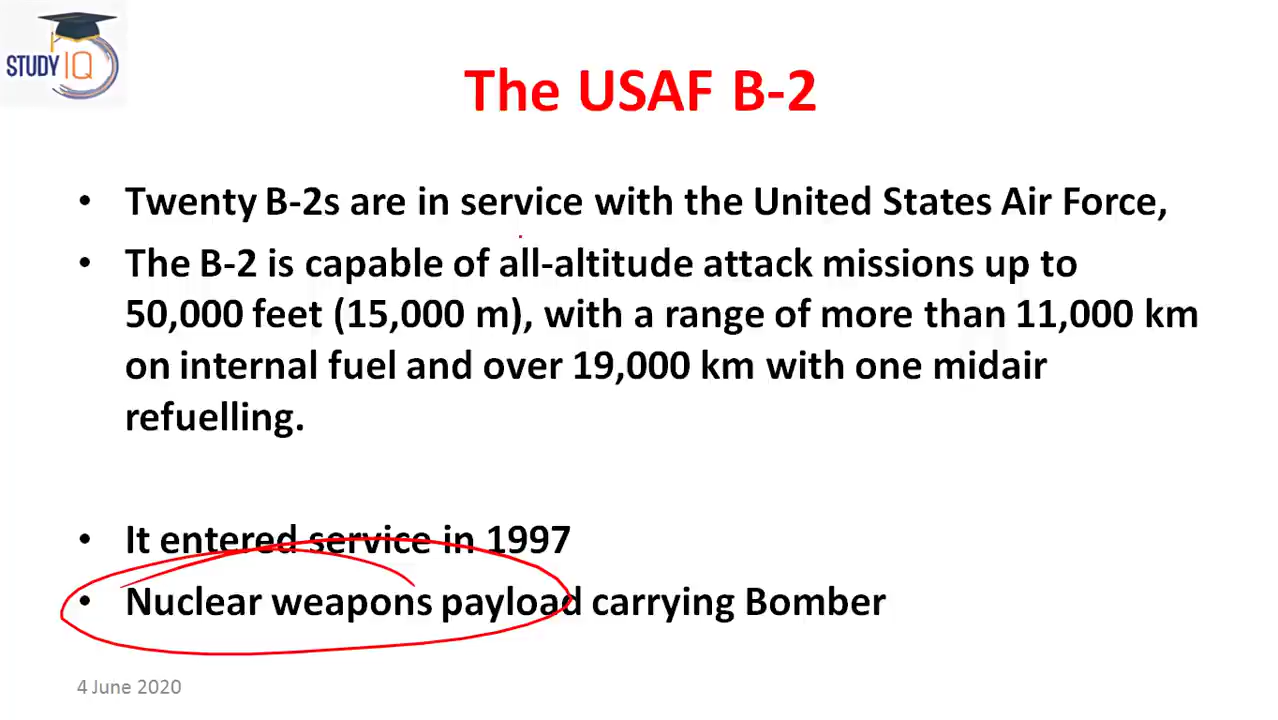 STUDY IQ
The USAF B-2
• Twenty B-2s are in service with the United States Air Force,
• The B-2 is capable of all-altitude attack missions up to
50,000 feet (15,000 m), with a range of more than 11,000 km
on internal fuel and over 19,000 km with one midair
refuelling.
• It entered service in 1997
• Nuclear weapons payload carrying Bomber
4 June 2020